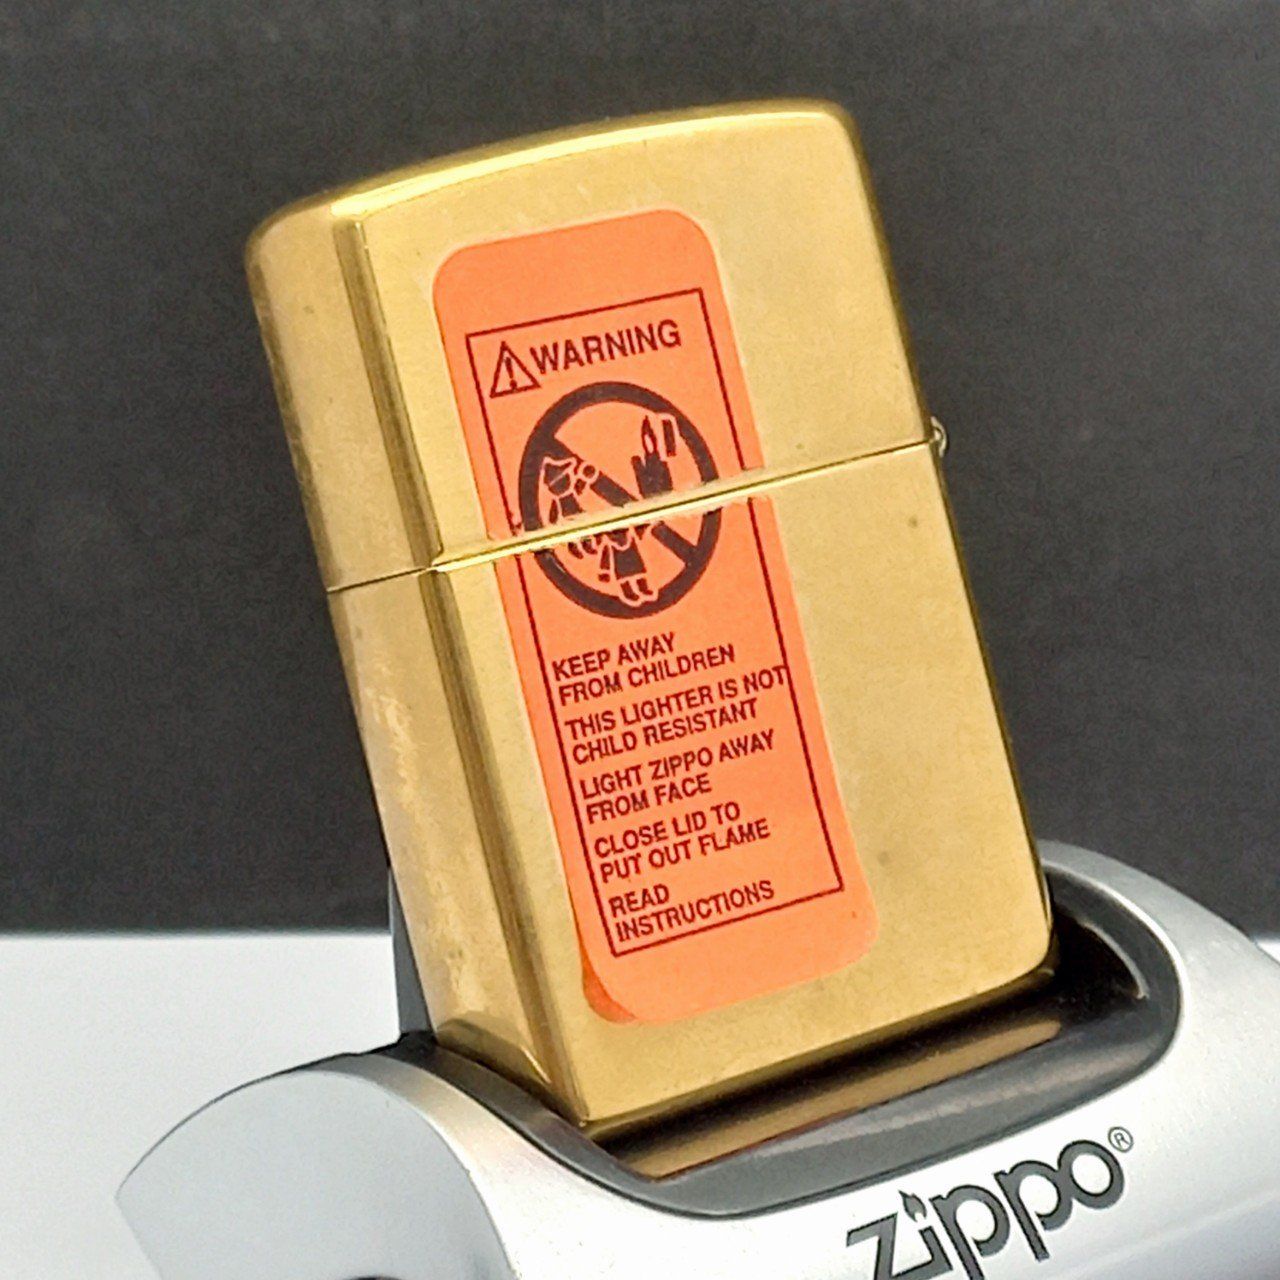 WARNING
KEEP AWAY
FROM CHILDREN
THIS LIGHTER IS NOT
CHILD RESISTANT
LIGHT ZIPPO AWAY
FROM FACE
CLOSE LID TO
PUT OUT FLAME
READ
INSTRUCTIONS
zippo®